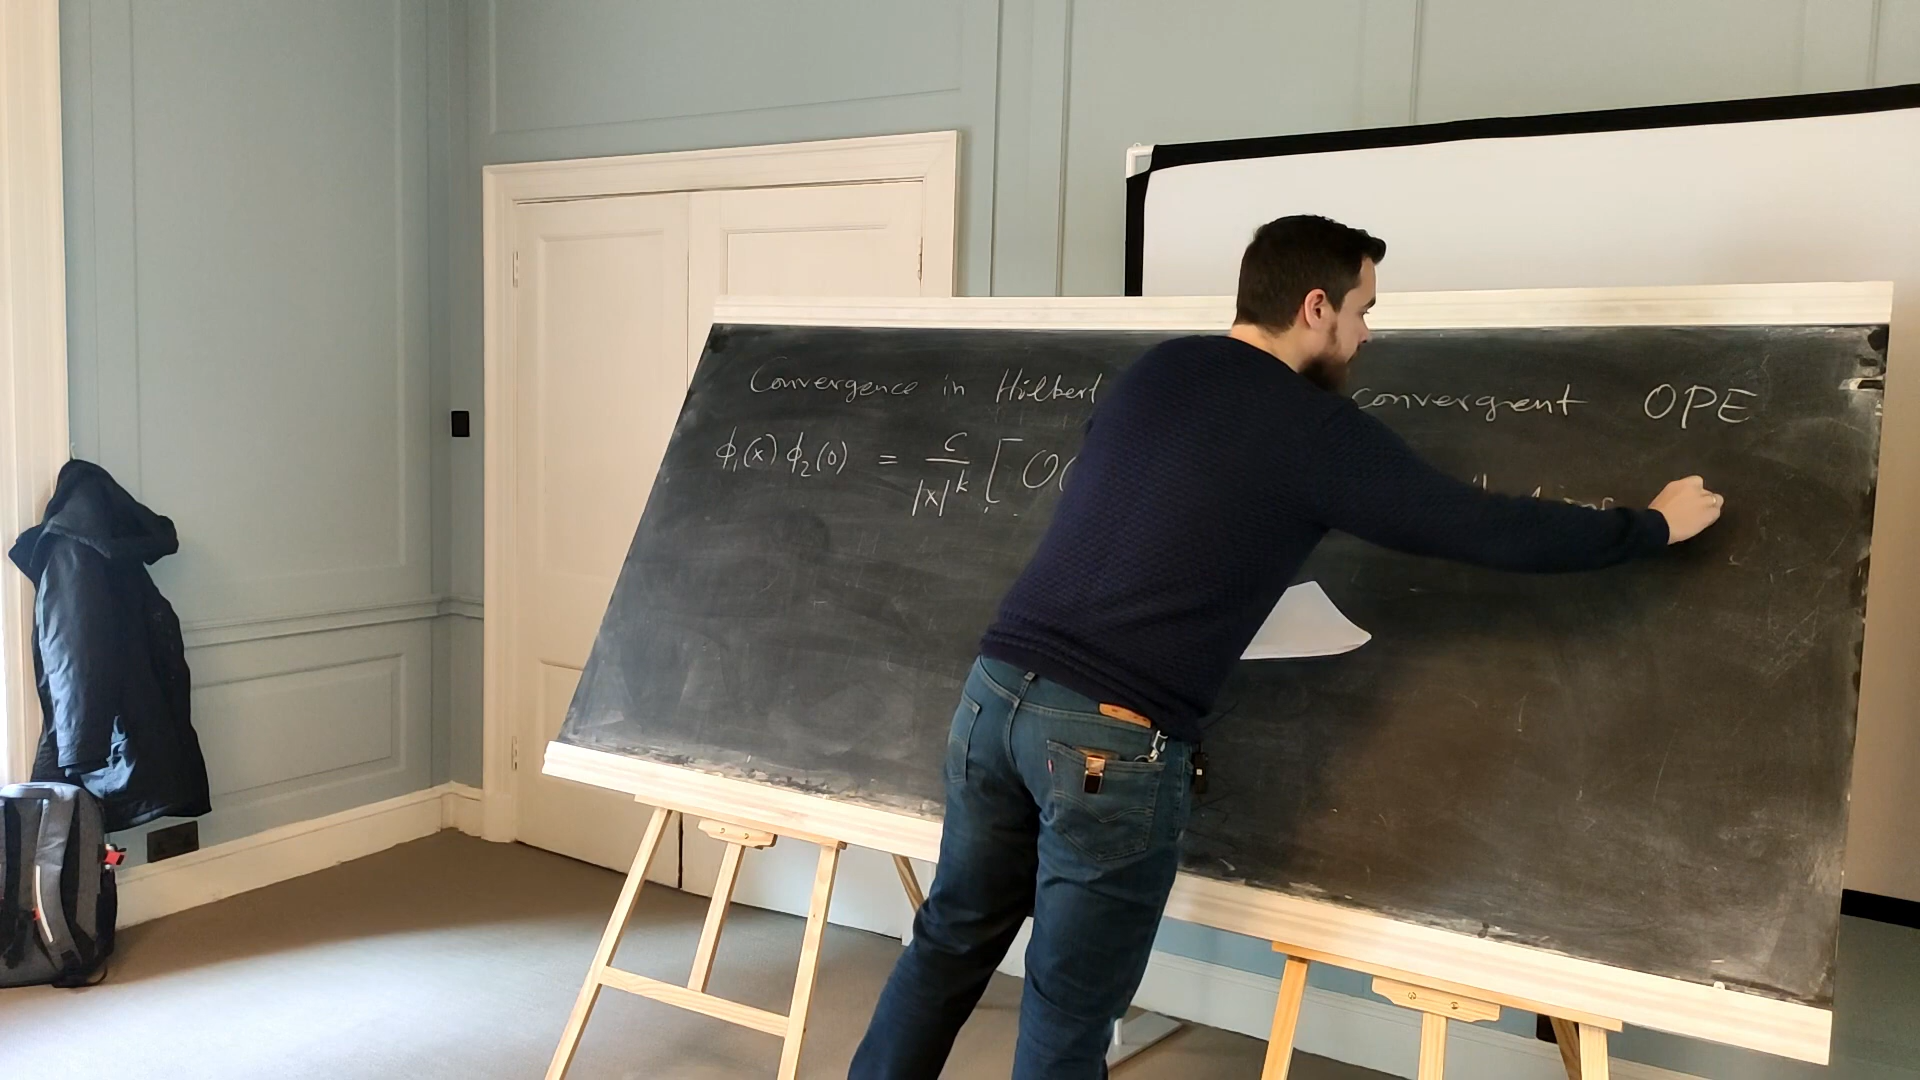 Convergence in Hilbert convergent OPE
ϕ₁(x) ϕ₂(0) = C/|x|^k [ O(